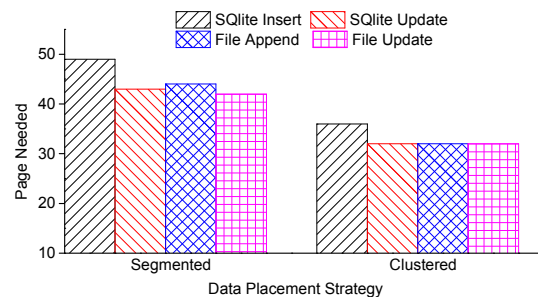 SQlite Insert SQlite Update
File Append File Update
50
40
30
20
10
Page Needed
Segmented Clustered
Data Placement Strategy